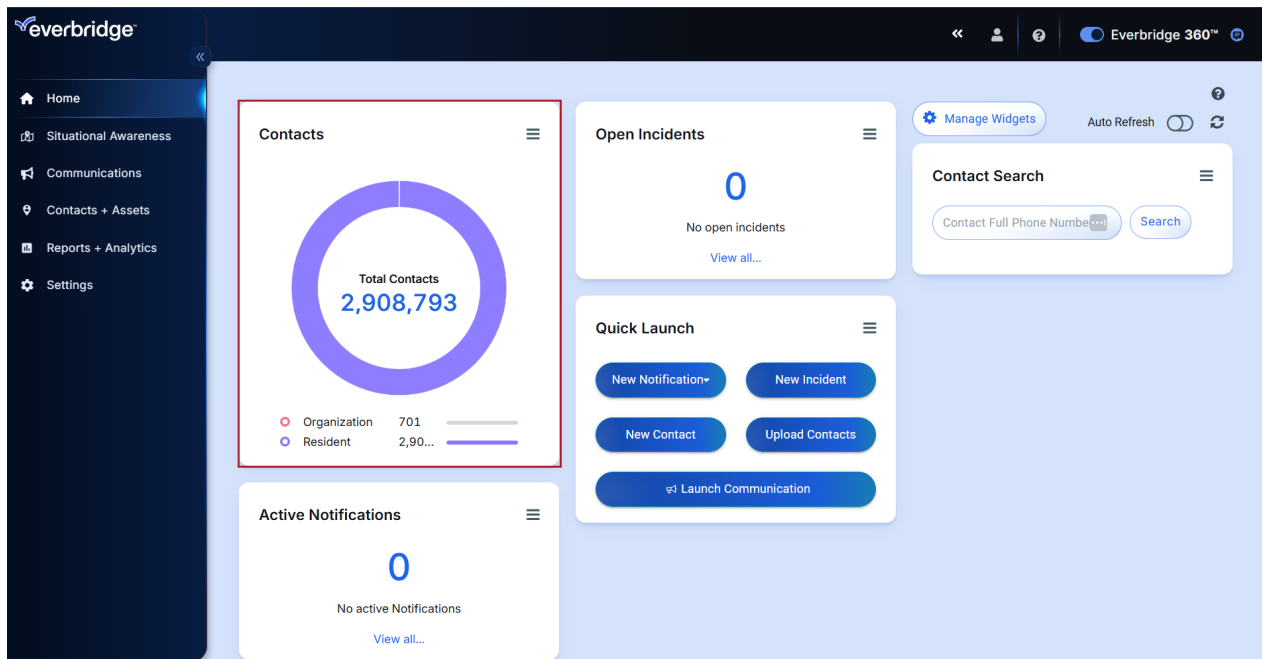 everbridge™
Everbridge 360™
Home
Situational Awareness
Communications
Contacts + Assets
Reports + Analytics
Settings
Contacts
Total Contacts
2,908,793
Organization 701
Resident 2,90...
Active Notifications
0
No active Notifications
View all...
Open Incidents
0
No open incidents
View all...
Quick Launch
New Notification
New Incident
New Contact
Upload Contacts
Launch Communication
Manage Widgets
Auto Refresh
Contact Search
Contact Full Phone Numbe
Search